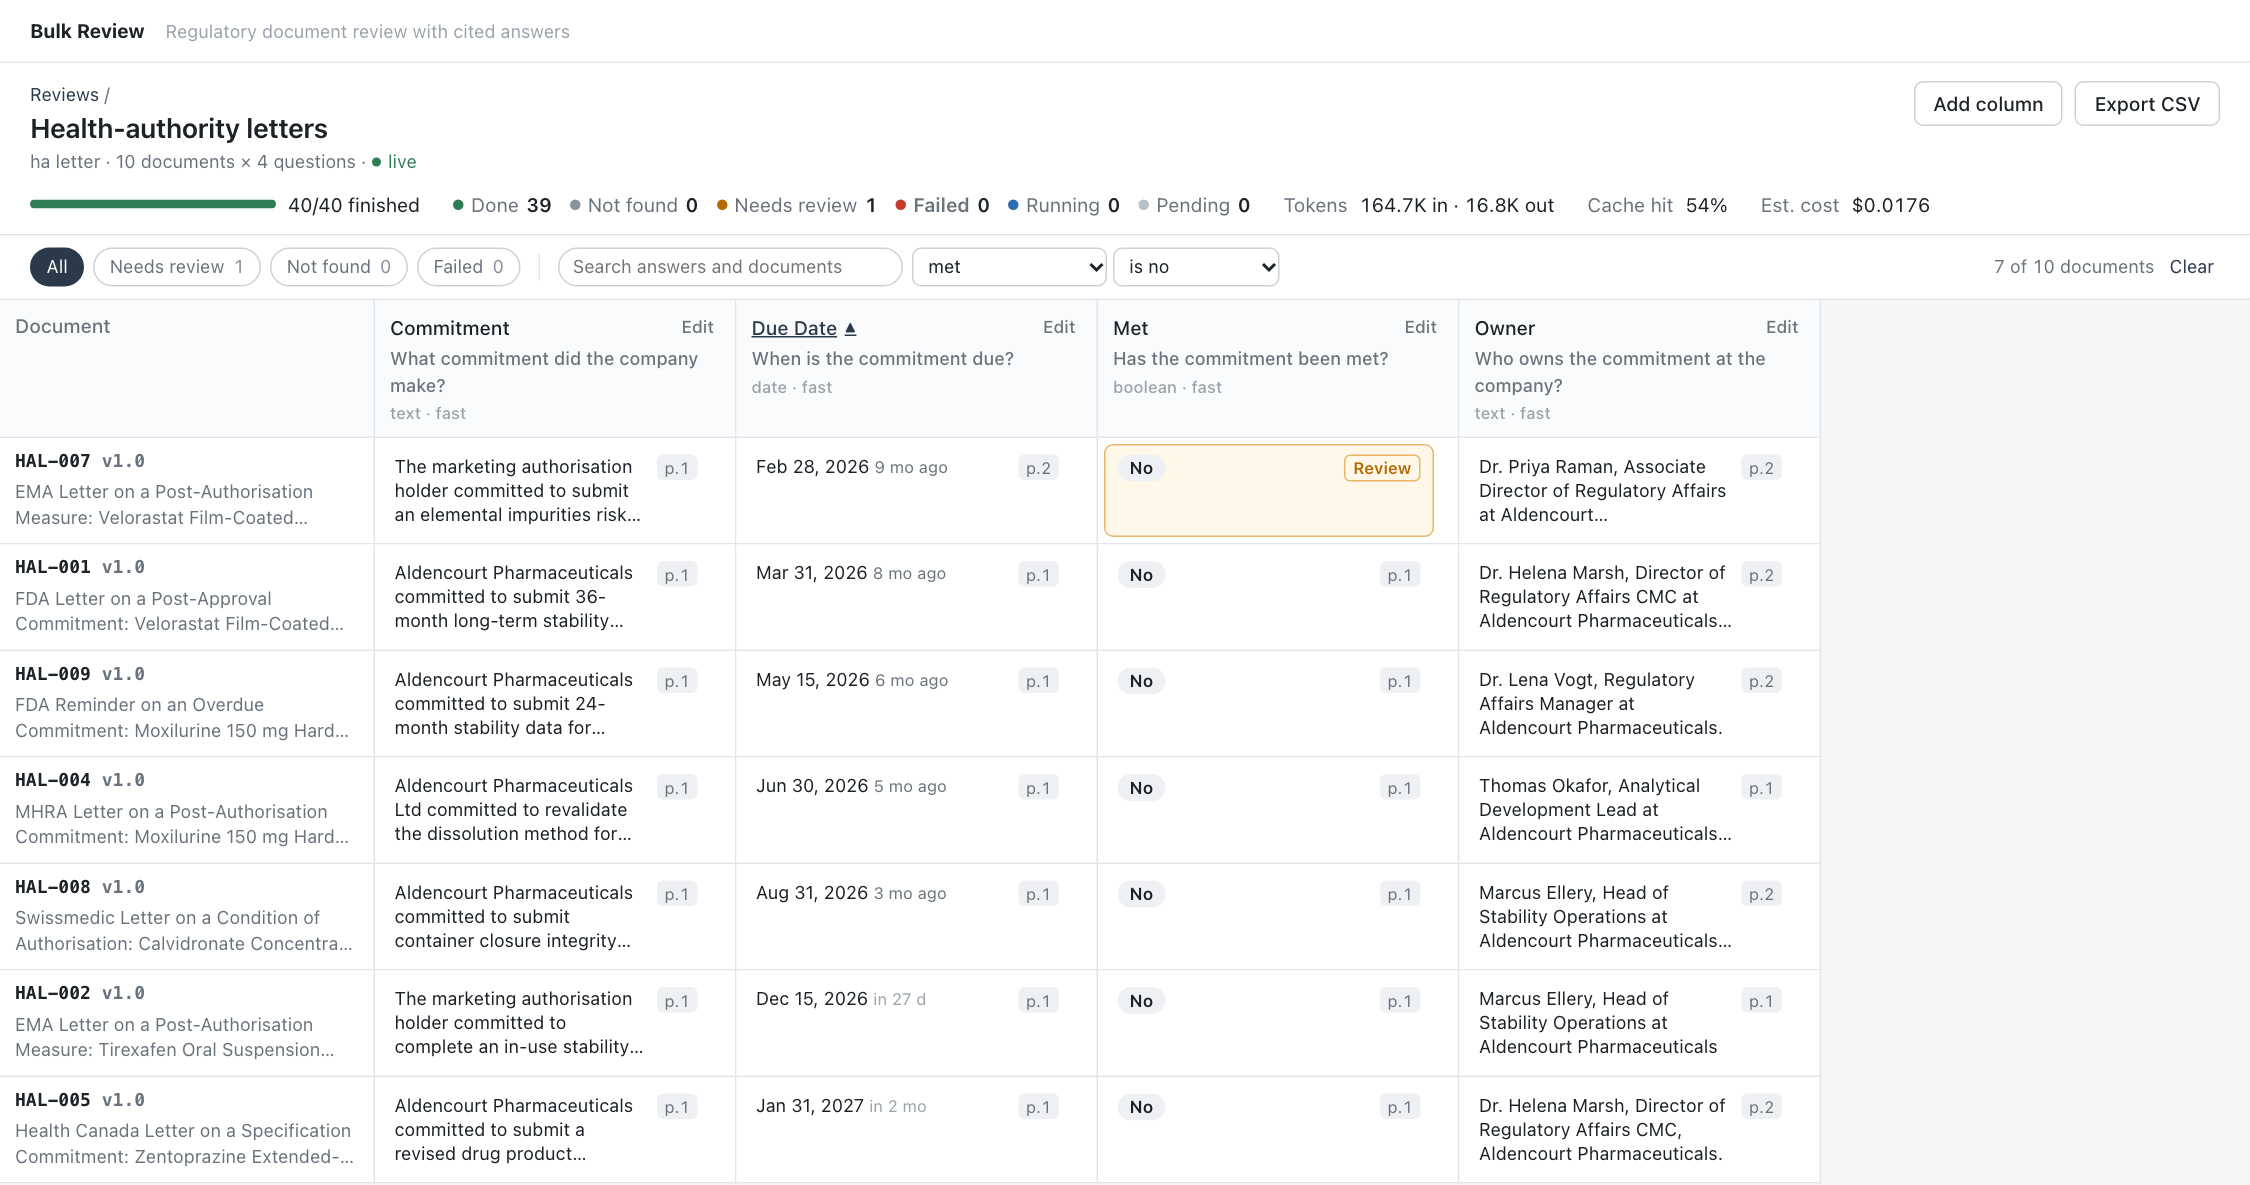 Bulk Review Regulatory document review with cited answers
Reviews /
Add column Export CSV
Health-authority letters
ha letter · 10 documents × 4 questions · ● live
40/40 finished ● Done 39 ● Not found 0 ● Needs review 1 ● Failed 0 ● Running 0 ● Pending 0 Tokens 164.7K in · 16.8K out Cache hit 54% Est. cost $0.0176
All Needs review 1 Not found 0 Failed 0 Search answers and documents met is no 7 of 10 documents Clear
Document
Commitment Edit
What commitment did the company
make?
text · fast
Due Date ▲ Edit
When is the commitment due?
date · fast
Met Edit
Has the commitment been met?
boolean · fast
Owner Edit
Who owns the commitment at the
company?
text · fast
HAL-007 v1.0
EMA Letter on a Post-Authorisation
Measure: Velorastat Film-Coated...
The marketing authorisation p.1
holder committed to submit
an elemental impurities risk...
Feb 28, 2026 9 mo ago p.2
No Review
Dr. Priya Raman, Associate p.2
Director of Regulatory Affairs
at Aldencourt...
HAL-001 v1.0
FDA Letter on a Post-Approval
Commitment: Velorastat Film-Coated...
Aldencourt Pharmaceuticals p.1
committed to submit 36-
month long-term stability...
Mar 31, 2026 8 mo ago p.1
No p.1
Dr. Helena Marsh, Director of p.2
Regulatory Affairs CMC at
Aldencourt Pharmaceuticals...
HAL-009 v1.0
FDA Reminder on an Overdue
Commitment: Moxilurine 150 mg Hard...
Aldencourt Pharmaceuticals p.1
committed to submit 24-
month stability data for...
May 15, 2026 6 mo ago p.1
No p.1
Dr. Lena Vogt, Regulatory p.2
Affairs Manager at
Aldencourt Pharmaceuticals.
HAL-004 v1.0
MHRA Letter on a Post-Authorisation
Commitment: Moxilurine 150 mg Hard...
Aldencourt Pharmaceuticals p.1
Ltd committed to revalidate
the dissolution method for...
Jun 30, 2026 5 mo ago p.1
No p.1
Thomas Okafor, Analytical p.1
Development Lead at
Aldencourt Pharmaceuticals...
HAL-008 v1.0
Swissmedic Letter on a Condition of
Authorisation: Calvidronate Concentra...
Aldencourt Pharmaceuticals p.1
committed to submit
container closure integrity...
Aug 31, 2026 3 mo ago p.1
No p.1
Marcus Ellery, Head of p.2
Stability Operations at
Aldencourt Pharmaceuticals...
HAL-002 v1.0
EMA Letter on a Post-Authorisation
Measure: Tirexafen Oral Suspension...
The marketing authorisation p.1
holder committed to
complete an in-use stability...
Dec 15, 2026 in 27 d p.1
No p.1
Marcus Ellery, Head of p.1
Stability Operations at
Aldencourt Pharmaceuticals
HAL-005 v1.0
Health Canada Letter on a Specification
Commitment: Zentoprazine Extended-...
Aldencourt Pharmaceuticals p.1
committed to submit a
revised drug product...
Jan 31, 2027 in 2 mo p.1
No p.1
Dr. Helena Marsh, Director of p.2
Regulatory Affairs CMC,
Aldencourt Pharmaceuticals.